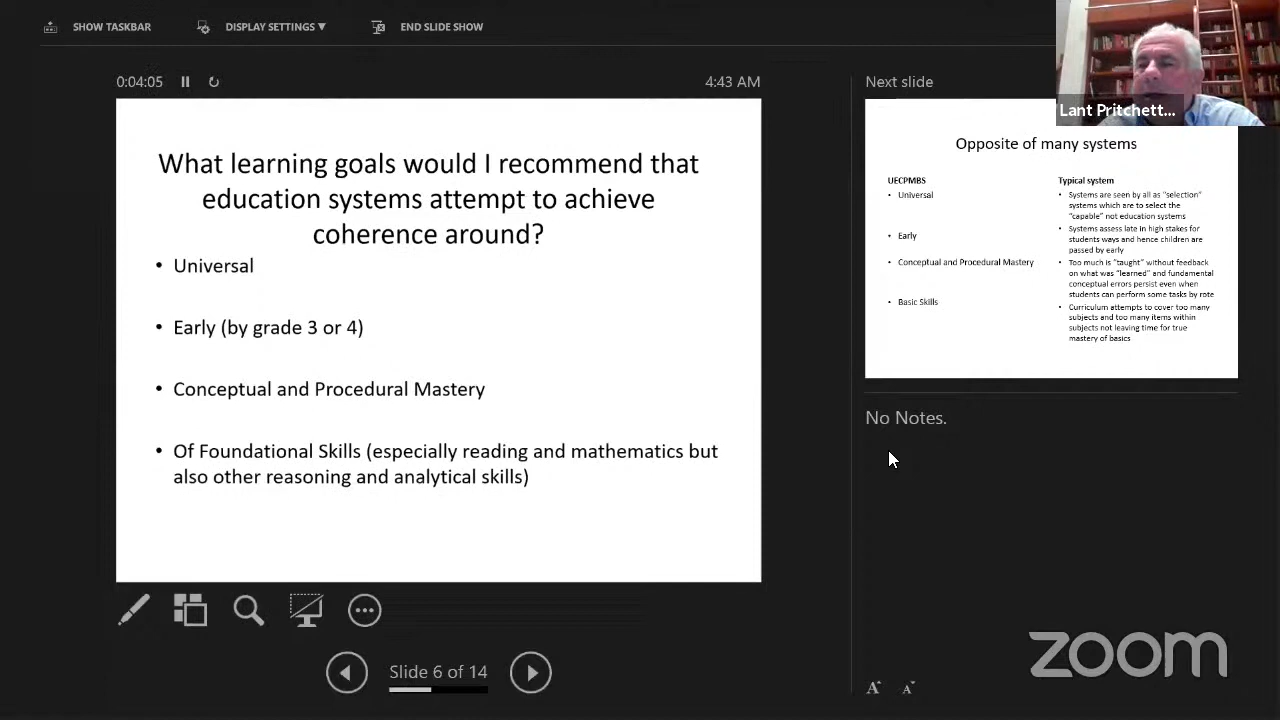 SHOW TASKBAR
DISPLAY SETTINGS ▼
END SLIDE SHOW
0:04:05
4:43 AM
What learning goals would I recommend that
education systems attempt to achieve
coherence around?
• Universal
• Early (by grade 3 or 4)
• Conceptual and Procedural Mastery
• Of Foundational Skills (especially reading and mathematics but
also other reasoning and analytical skills)
Slide 6 of 14
Next slide
Lant Pritchett...
Opposite of many systems
UECPMBS
• Universal
• Early
• Conceptual and Procedural Mastery
• Basic Skills
Typical system
• Systems are seen by all as “selection”
systems which are to select the
“capable” not education systems
• Systems assess late in high stakes for
students ways and hence children are
passed by early
• Too much is “taught” without feedback
on what was “learned” and fundamental
conceptual errors persist even when
students can perform some tasks by rote
• Curriculum attempts to cover too many
subjects and too many items within
subjects not leaving time for true
mastery of basics
No Notes.
A A
zoom